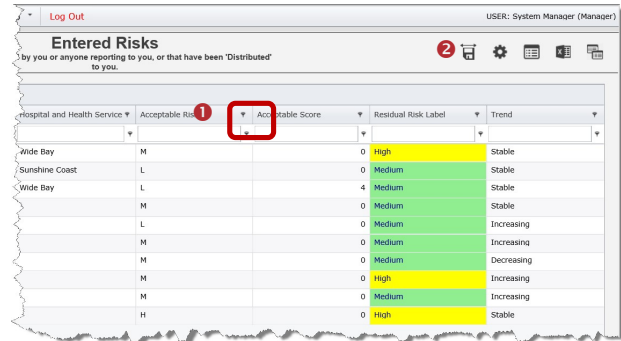 Log Out USER: System Manager (Manager)
Entered Risks
by you or anyone reporting to you, or that have been 'Distributed'
to you.
2
1
Hospital and Health Service Acceptable Ris Acceptable Score Residual Risk Label Trend
Wide Bay M 0 High Stable
Sunshine Coast L 0 Medium Stable
Wide Bay L 4 Medium Stable
M 0 Medium Stable
L 0 Medium Increasing
M 0 Medium Increasing
M 0 Medium Decreasing
M 0 High Increasing
M 0 Medium Increasing
H 0 High Stable